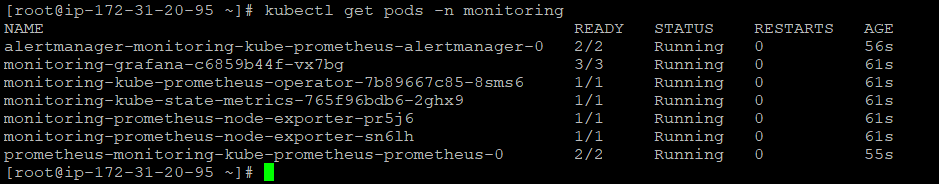 [root@ip-172-31-20-95 ~]# kubectl get pods -n monitoring
NAME READY STATUS RESTARTS AGE
alertmanager-monitoring-kube-prometheus-alertmanager-0 2/2 Running 0 56s
monitoring-grafana-c6859b44f-vx7bg 3/3 Running 0 61s
monitoring-kube-prometheus-operator-7b89667c85-8sms6 1/1 Running 0 61s
monitoring-kube-state-metrics-765f96bdb6-2ghx9 1/1 Running 0 61s
monitoring-prometheus-node-exporter-pr5j6 1/1 Running 0 61s
monitoring-prometheus-node-exporter-sn6lh 1/1 Running 0 61s
prometheus-monitoring-kube-prometheus-prometheus-0 2/2 Running 0 55s
[root@ip-172-31-20-95 ~]#